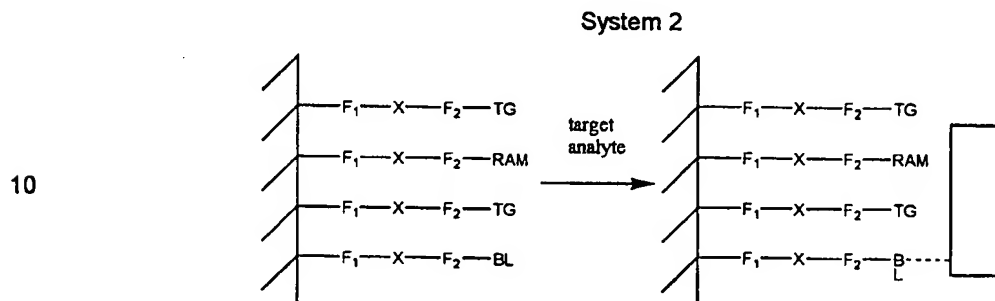 System 2
F₁—X—F₂—TG F₁—X—F₂—TG
target
analyte
F₁—X—F₂—RAM F₁—X—F₂—RAM
10
F₁—X—F₂—TG F₁—X—F₂—TG
F₁—X—F₂—BL F₁—X—F₂—B
L